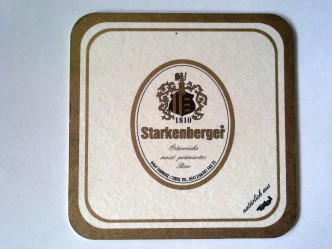 1810
Starkenberger
Österreichs
meist prämiertes
Bier
natürlich aus